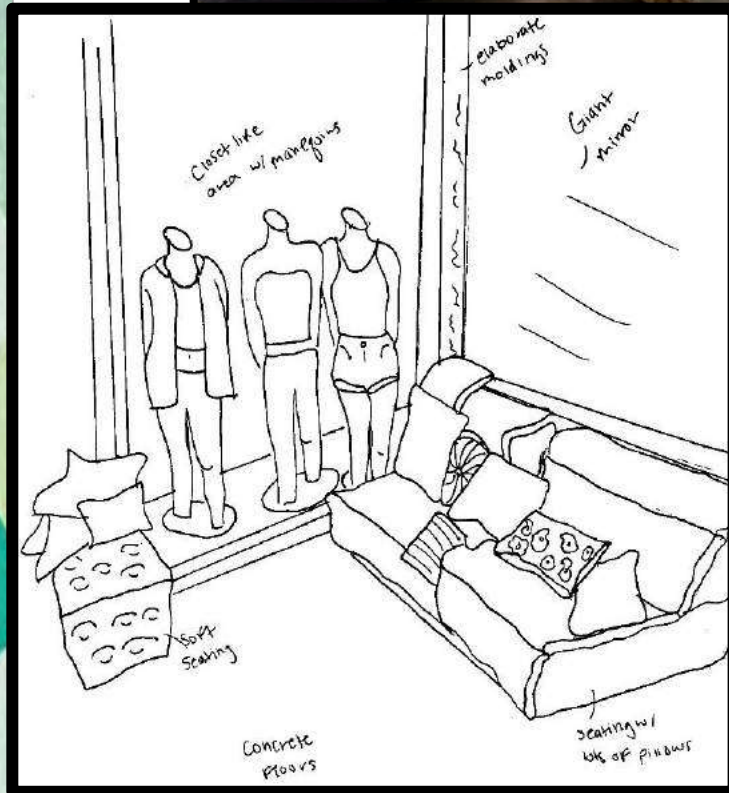 elaborate
moldings
Giant
mirror
Closet like
area w/ manequins
soft
seating
seating w/
lots of pillows
Concrete
Floors